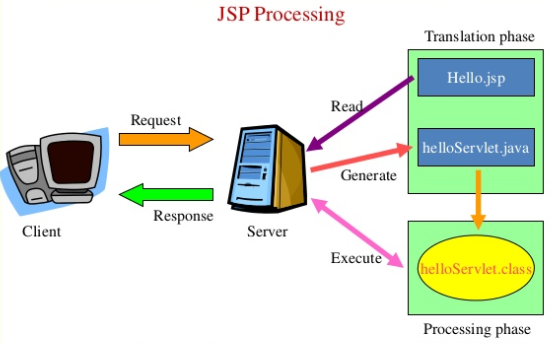 JSP Processing
Translation phase
Hello.jsp
Read
Request
helloServlet.java
Generate
Response
Client
Server
Execute
helloServlet.class
Processing phase